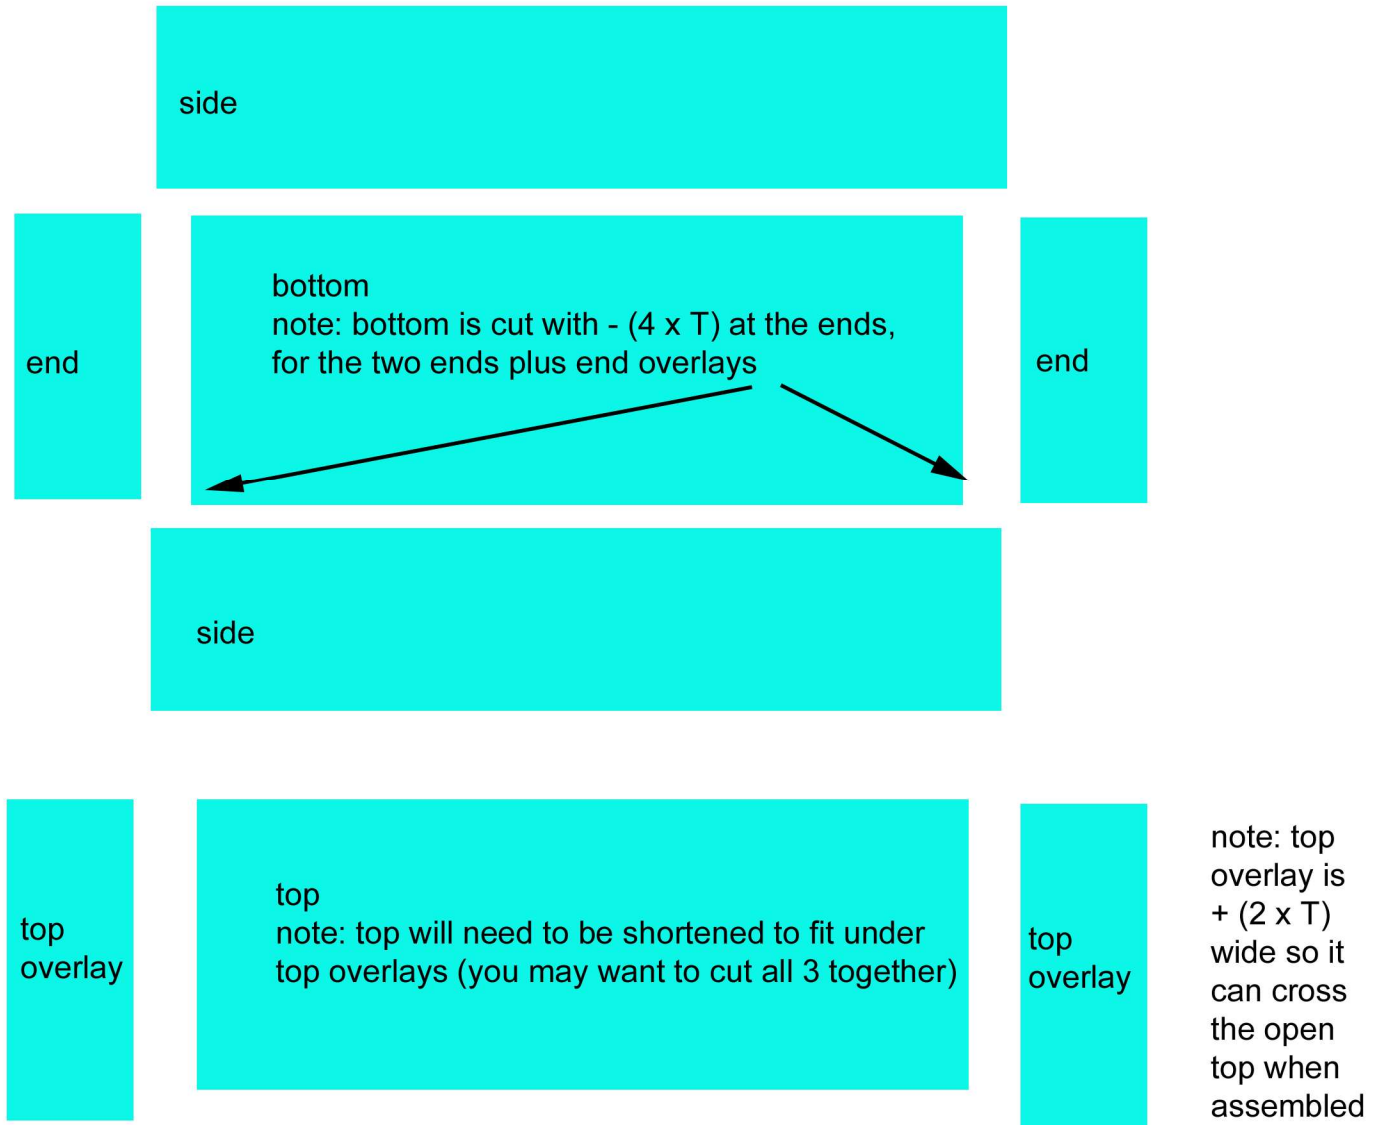 side
end
bottom
note: bottom is cut with - (4 x T) at the ends,
for the two ends plus end overlays
end
side
top
overlay
top
note: top will need to be shortened to fit under
top overlays (you may want to cut all 3 together)
top
overlay
note: top
overlay is
+ (2 x T)
wide so it
can cross
the open
top when
assembled